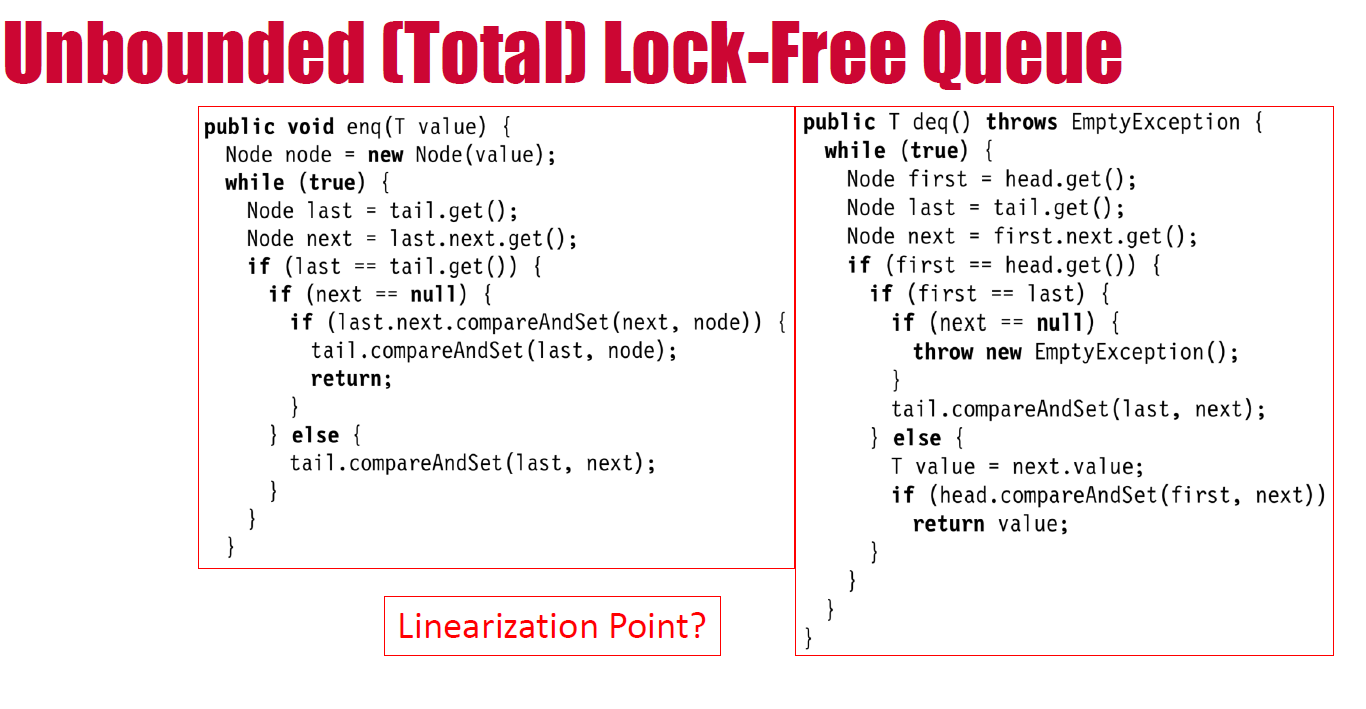 Unbounded (Total) Lock-Free Queue
public void enq(T value) {
  Node node = new Node(value);
  while (true) {
    Node last = tail.get();
    Node next = last.next.get();
    if (last == tail.get()) {
      if (next == null) {
        if (last.next.compareAndSet(next, node)) {
          tail.compareAndSet(last, node);
          return;
        }
      } else {
        tail.compareAndSet(last, next);
      }
    }
  }
public T deq() throws EmptyException {
  while (true) {
    Node first = head.get();
    Node last = tail.get();
    Node next = first.next.get();
    if (first == head.get()) {
      if (first == last) {
        if (next == null) {
          throw new EmptyException();
        }
        tail.compareAndSet(last, next);
      } else {
        T value = next.value;
        if (head.compareAndSet(first, next))
          return value;
      }
    }
  }
}
Linearization Point?